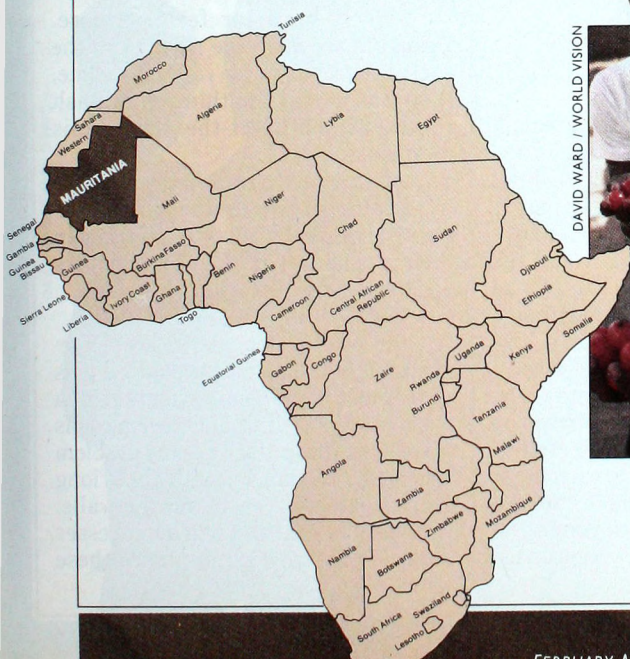 Tunisia
Morocco
Algeria
Lybia
Egypt
Western
Sahara
MAURITANIA
Mali
Niger
Chad
Sudan
Senegal
Gambia
Guinea
Bissau
Guinea
Sierra Leone
Liberia
Ivory Coast
Burkina Fasso
Ghana
Togo
Benin
Nigeria
Cameroon
Central African
Republic
Djibouti
Ethiopia
Somalia
Equatorial Guinea
Gabon
Congo
Zaire
Uganda
Kenya
Rwanda
Burundi
Tanzania
Malawi
Angola
Zambia
Mozambique
Zimbabwe
Nambia
Botswana
South Africa
Swaziland
Lesotho
DAVID WARD / WORLD VISION
FEBRUARY